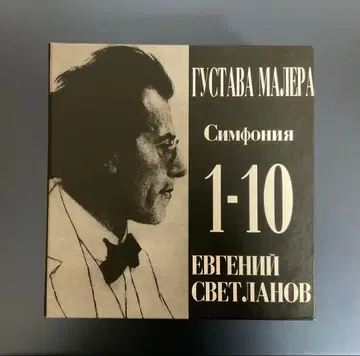 ГУСТАВА МАЛЕРА
Симфония
1-10
ЕВГЕНИЙ
СВЕТЛАНОВ